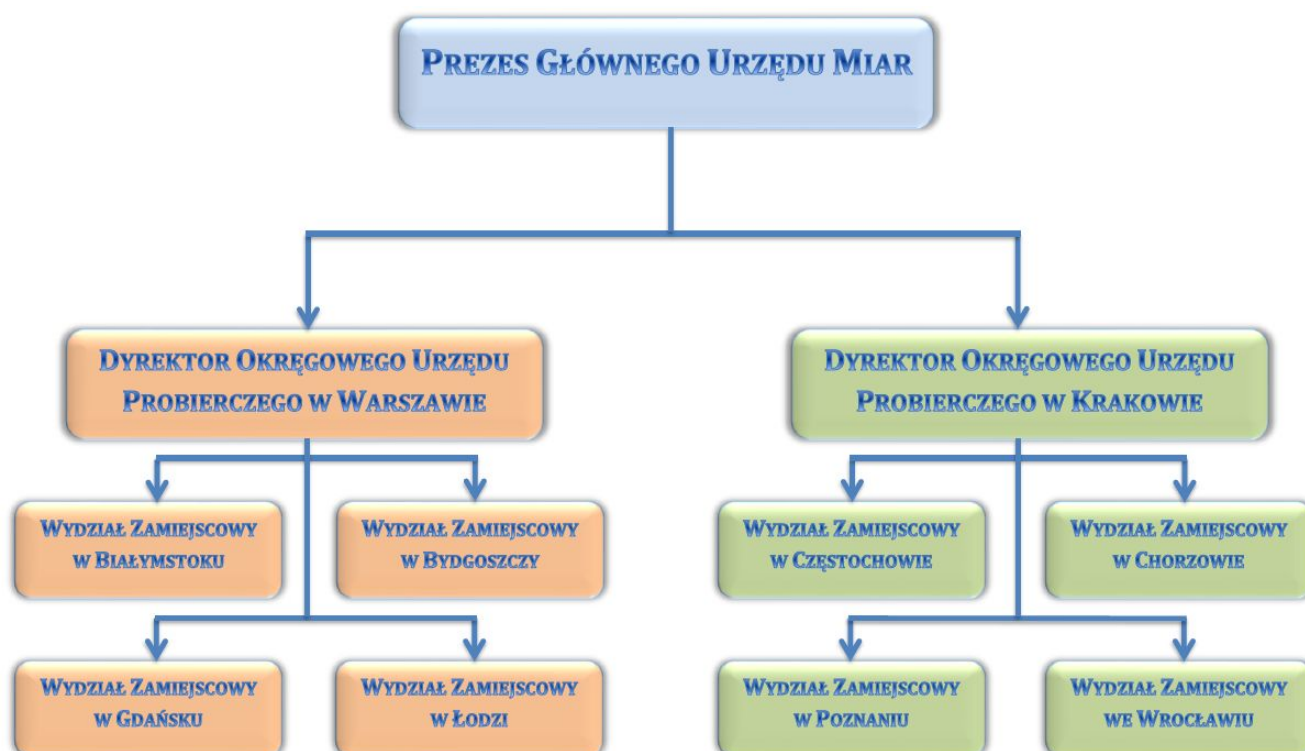 PREZES GŁÓWNEGO URZĘDU MIAR
DYREKTOR OKRĘGOWEGO URZĘDU
PROBIERCZEGO W WARSZAWIE
DYREKTOR OKRĘGOWEGO URZĘDU
PROBIERCZEGO W KRAKOWIE
WYDZIAŁ ZAMIEJSCOWY
W BIAŁYMSTOKU
WYDZIAŁ ZAMIEJSCOWY
W BYDGOSZCZY
WYDZIAŁ ZAMIEJSCOWY
W CZĘSTOCHOWIE
WYDZIAŁ ZAMIEJSCOWY
W CHORZOWIE
WYDZIAŁ ZAMIEJSCOWY
W GDAŃSKU
WYDZIAŁ ZAMIEJSCOWY
W ŁODZI
WYDZIAŁ ZAMIEJSCOWY
W POZNANIU
WYDZIAŁ ZAMIEJSCOWY
WE WROCŁAWIU